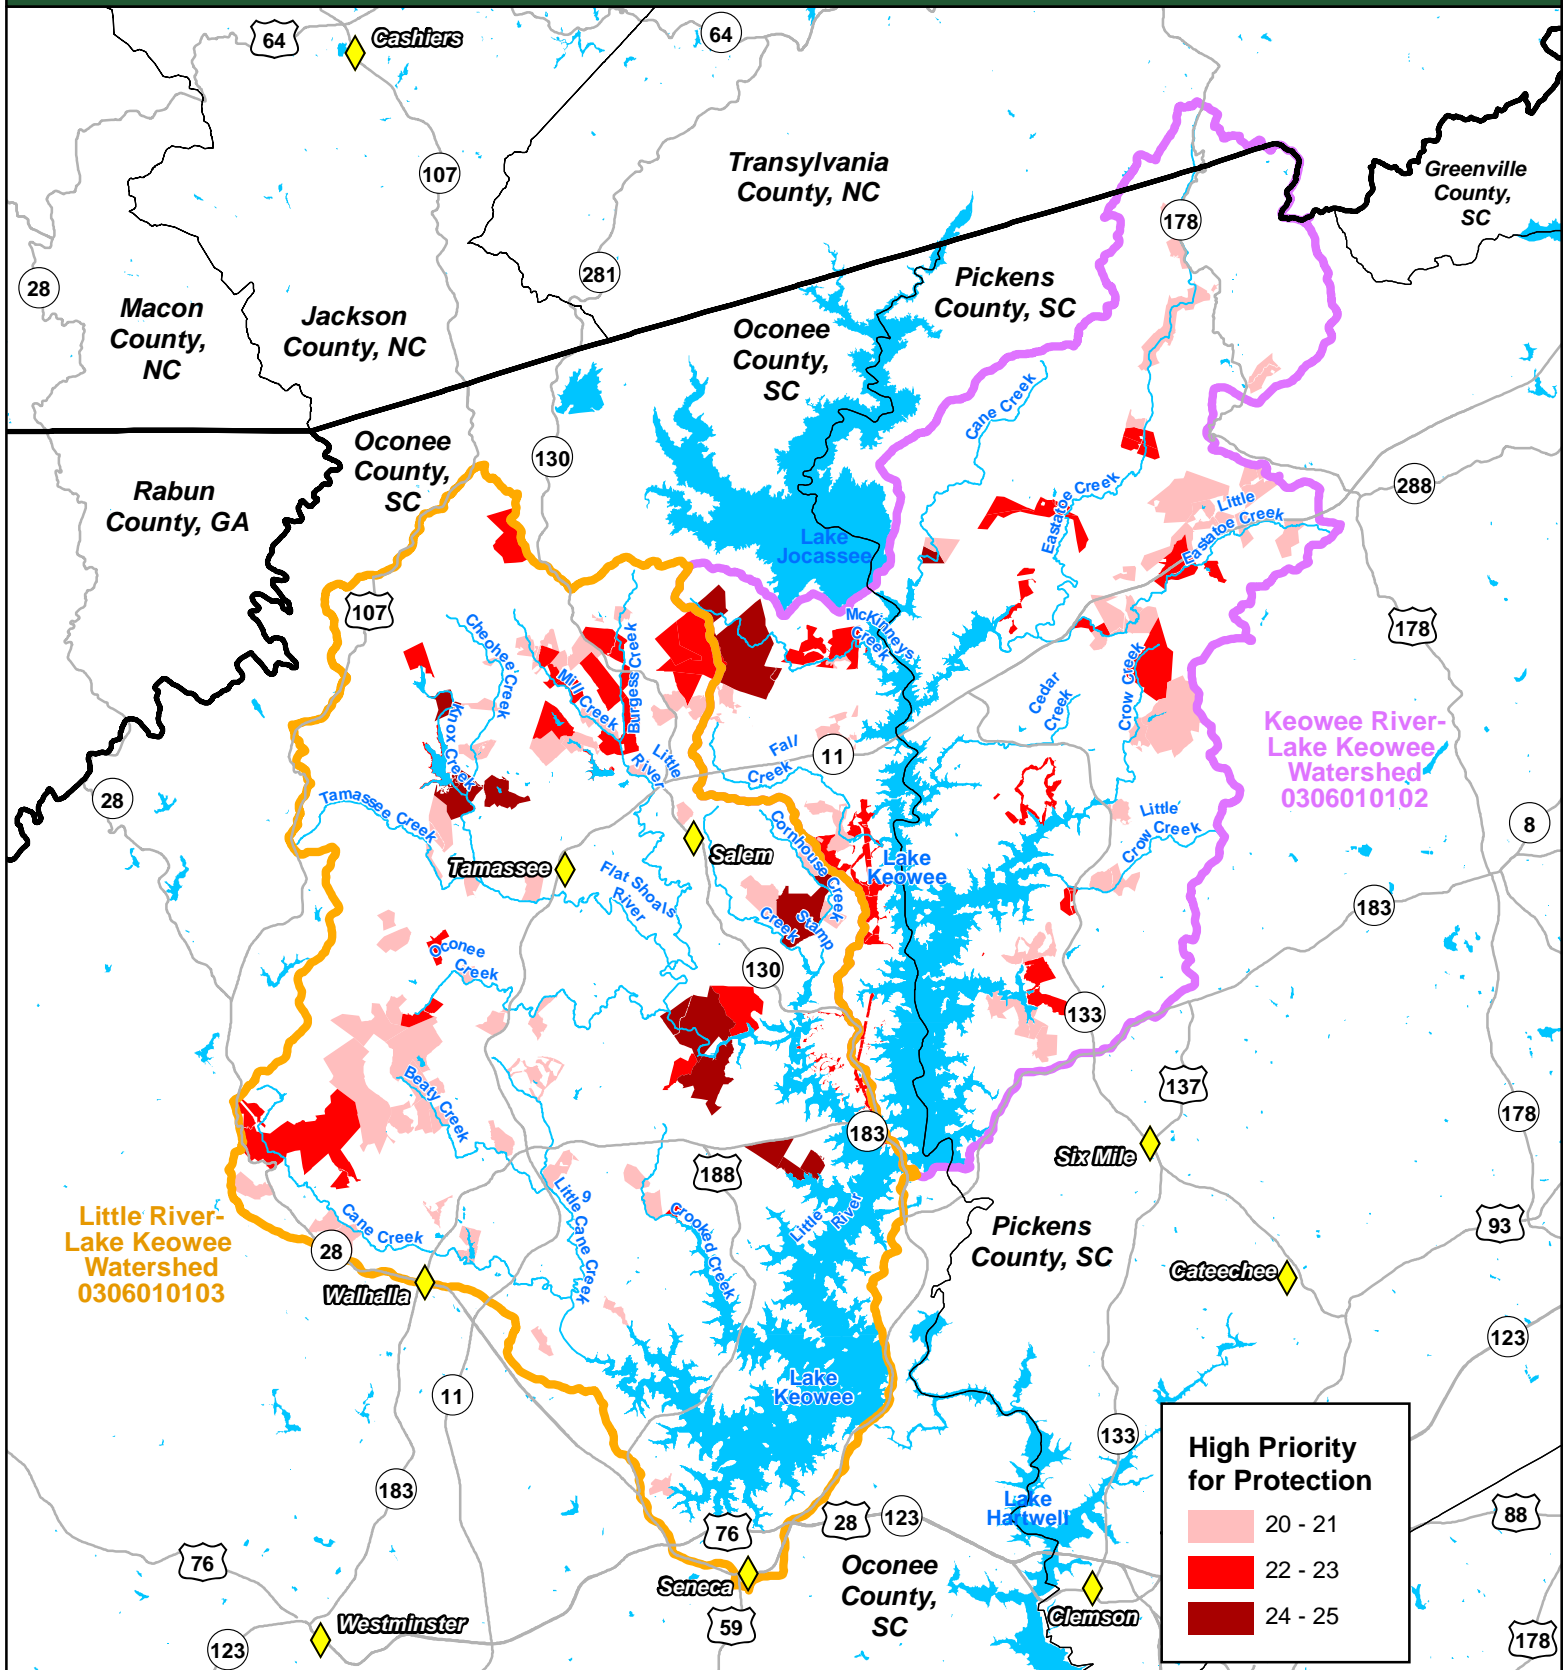 64
Cashiers
64
107
Transylvania
County, NC
178
Greenville
County,
SC
28
281
Macon
County,
NC
Jackson
County, NC
Pickens
County, SC
Oconee
County,
SC
Cane Creek
Oconee
County,
SC
130
288
Rabun
County, GA
Eastatoe Creek
Little
Eastatoe Creek
Lake
Jocassee
107
McKinneys
Creek
178
Cheohee Creek
Mill Creek
Burgess Creek
Knox Creek
Cedar
Creek
Crow Creek
Keowee River-
Lake Keowee
Watershed
0306010102
Little
River
Fall
Creek
11
28
Tamassee Creek
Little
Crow Creek
8
Tamassee
Salem
Cornhouse Creek
Lake
Keowee
Flat Shoals
River
Stamp
Creek
183
Oconee
Creek
130
133
Beaty Creek
137
178
183
188
Six Mile
Little River-
Lake Keowee
Watershed
0306010103
Cane Creek
28
9
Little Cane Creek
Crooked Creek
Little
River
Pickens
County, SC
93
Walhalla
Cateechee
123
Lake
Keowee
11
133
183
High Priority
for Protection
20 - 21
22 - 23
24 - 25
Lake
Hartwell
76
28
123
88
76
Seneca
Oconee
County,
SC
Clemson
59
Westminster
123
178